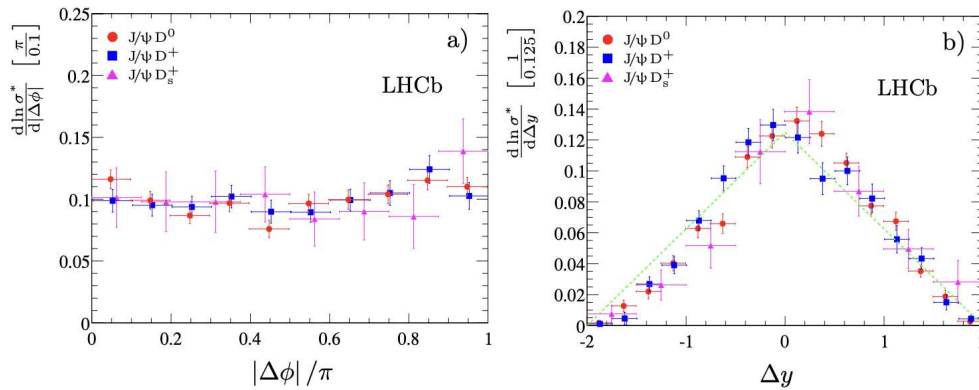 a)
J/ψ D⁰
J/ψ D⁺
J/ψ Dₛ⁺
LHCb
d ln σ* / d|Δϕ| [π / 0.1]
0.25
0.2
0.15
0.1
0.05
0
0 0.2 0.4 0.6 0.8 1
|Δϕ| /π
b)
J/ψ D⁰
J/ψ D⁺
J/ψ Dₛ⁺
LHCb
d ln σ* / dΔy [1 / 0.125]
0.2
0.18
0.16
0.14
0.12
0.1
0.08
0.06
0.04
0.02
0
-2 -1 0 1 2
Δy